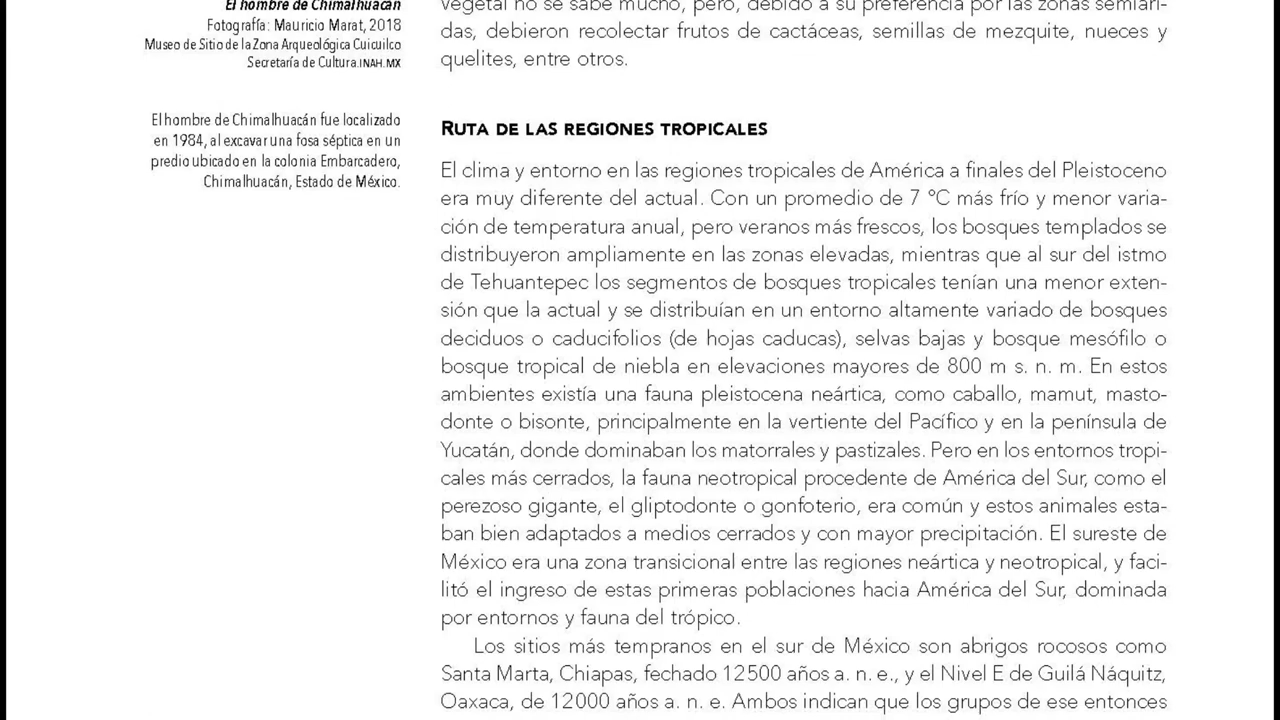 El hombre de Chimalhuacán
Fotografía: Mauricio Marat, 2018
Museo de Sitio de la Zona Arqueológica Cuicuilco
Secretaría de Cultura.INAH.MX
El hombre de Chimalhuacán fue localizado
en 1984, al excavar una fosa séptica en un
predio ubicado en la colonia Embarcadero,
Chimalhuacán, Estado de México.
vegetal no se sabe mucho, pero, debido a su preferencia por las zonas semiári-
das, debieron recolectar frutos de cactáceas, semillas de mezquite, nueces y
quelites, entre otros.
RUTA DE LAS REGIONES TROPICALES
El clima y entorno en las regiones tropicales de América a finales del Pleistoceno
era muy diferente del actual. Con un promedio de 7 °C más frío y menor varia-
ción de temperatura anual, pero veranos más frescos, los bosques templados se
distribuyeron ampliamente en las zonas elevadas, mientras que al sur del istmo
de Tehuantepec los segmentos de bosques tropicales tenían una menor exten-
sión que la actual y se distribuían en un entorno altamente variado de bosques
deciduos o caducifolios (de hojas caducas), selvas bajas y bosque mesófilo o
bosque tropical de niebla en elevaciones mayores de 800 m s. n. m. En estos
ambientes existía una fauna pleistocena neártica, como caballo, mamut, masto-
donte o bisonte, principalmente en la vertiente del Pacífico y en la península de
Yucatán, donde dominaban los matorrales y pastizales. Pero en los entornos tropi-
cales más cerrados, la fauna neotropical procedente de América del Sur, como el
perezoso gigante, el gliptodonte o gonfoterio, era común y estos animales esta-
ban bien adaptados a medios cerrados y con mayor precipitación. El sureste de
México era una zona transicional entre las regiones neártica y neotropical, y faci-
litó el ingreso de estas primeras poblaciones hacia América del Sur, dominada
por entornos y fauna del trópico.
Los sitios más tempranos en el sur de México son abrigos rocosos como
Santa Marta, Chiapas, fechado 12500 años a. n. e., y el Nivel E de Guilá Náquitz,
Oaxaca, de 12000 años a. n. e. Ambos indican que los grupos de ese entonces